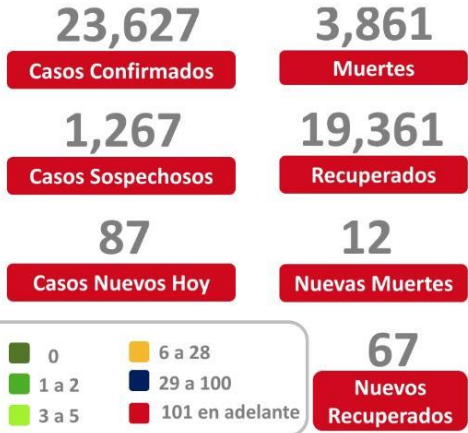 23,627
Casos Confirmados
3,861
Muertes
1,267
Casos Sospechosos
19,361
Recuperados
87
Casos Nuevos Hoy
12
Nuevas Muertes
0
1 a 2
3 a 5
6 a 28
29 a 100
101 en adelante
67
Nuevos
Recuperados